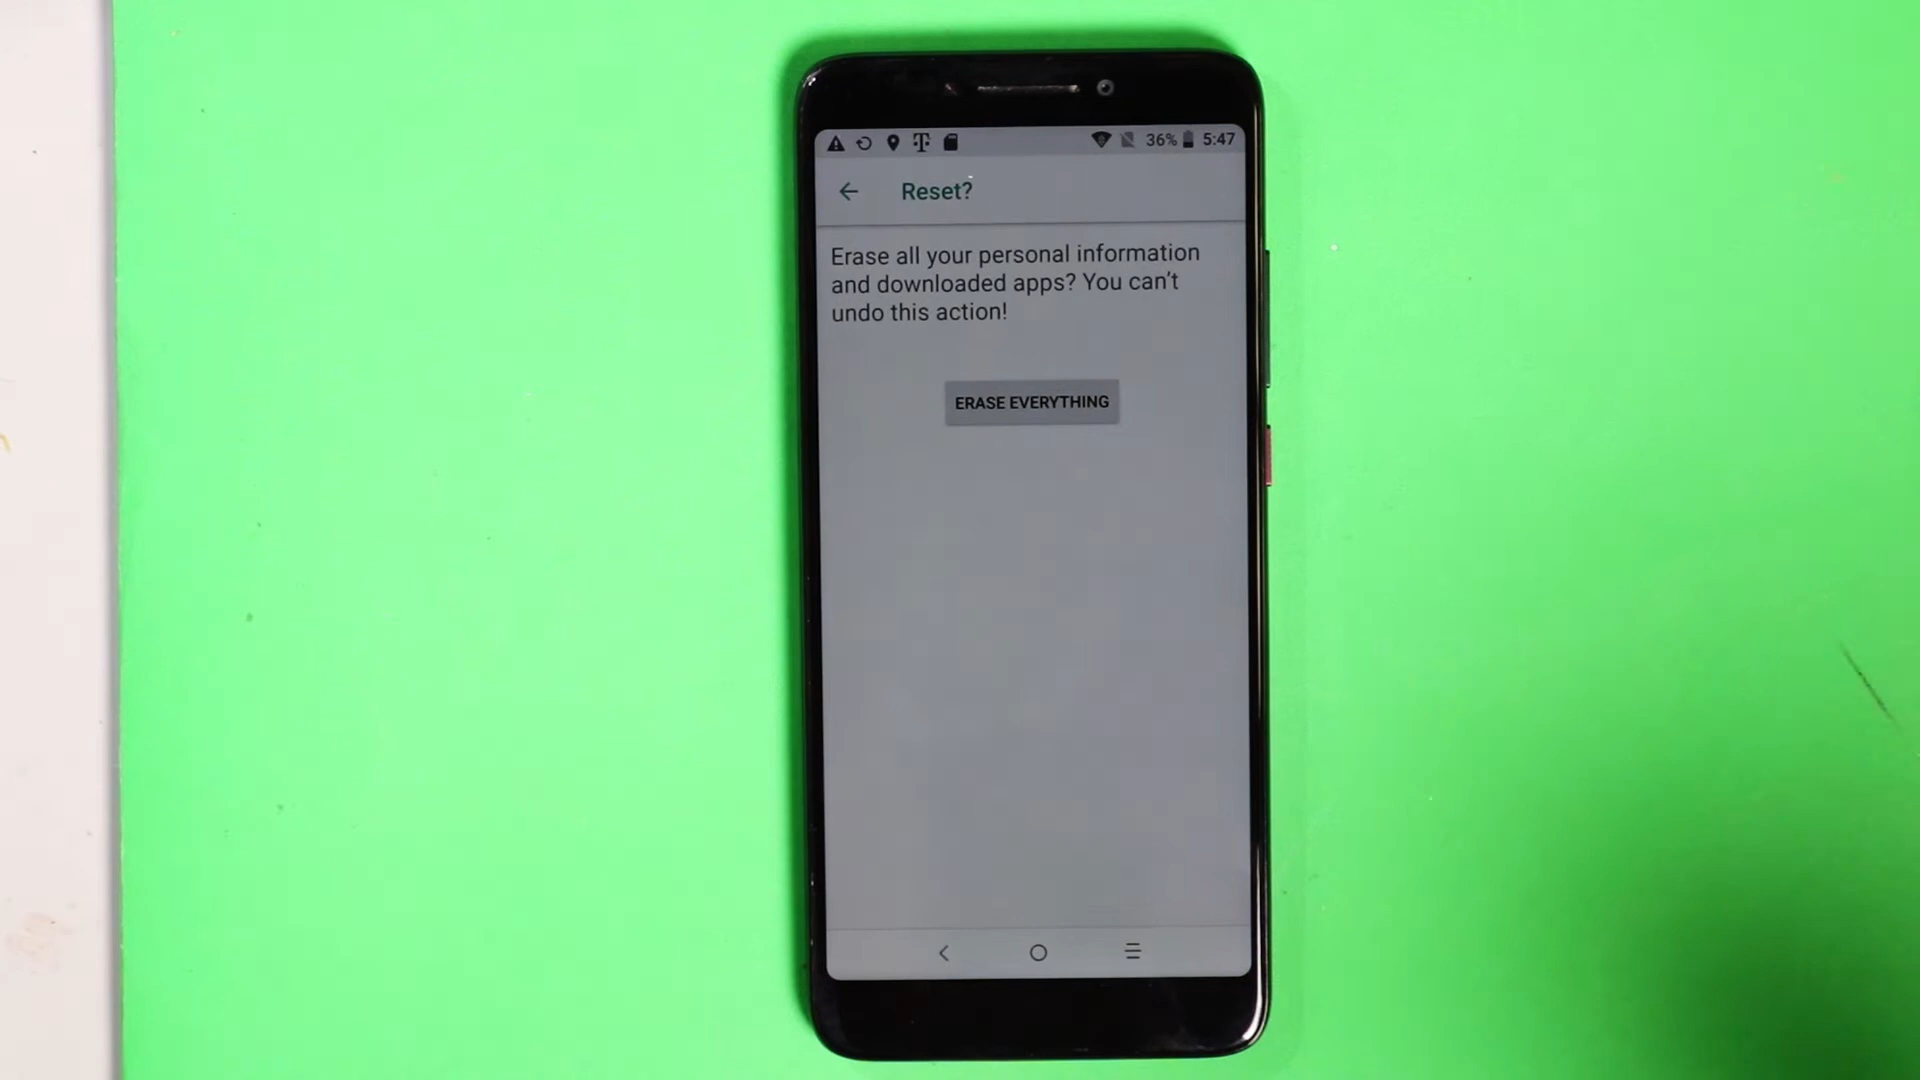 36% 5:47
Reset?
Erase all your personal information
and downloaded apps? You can't
undo this action!
ERASE EVERYTHING